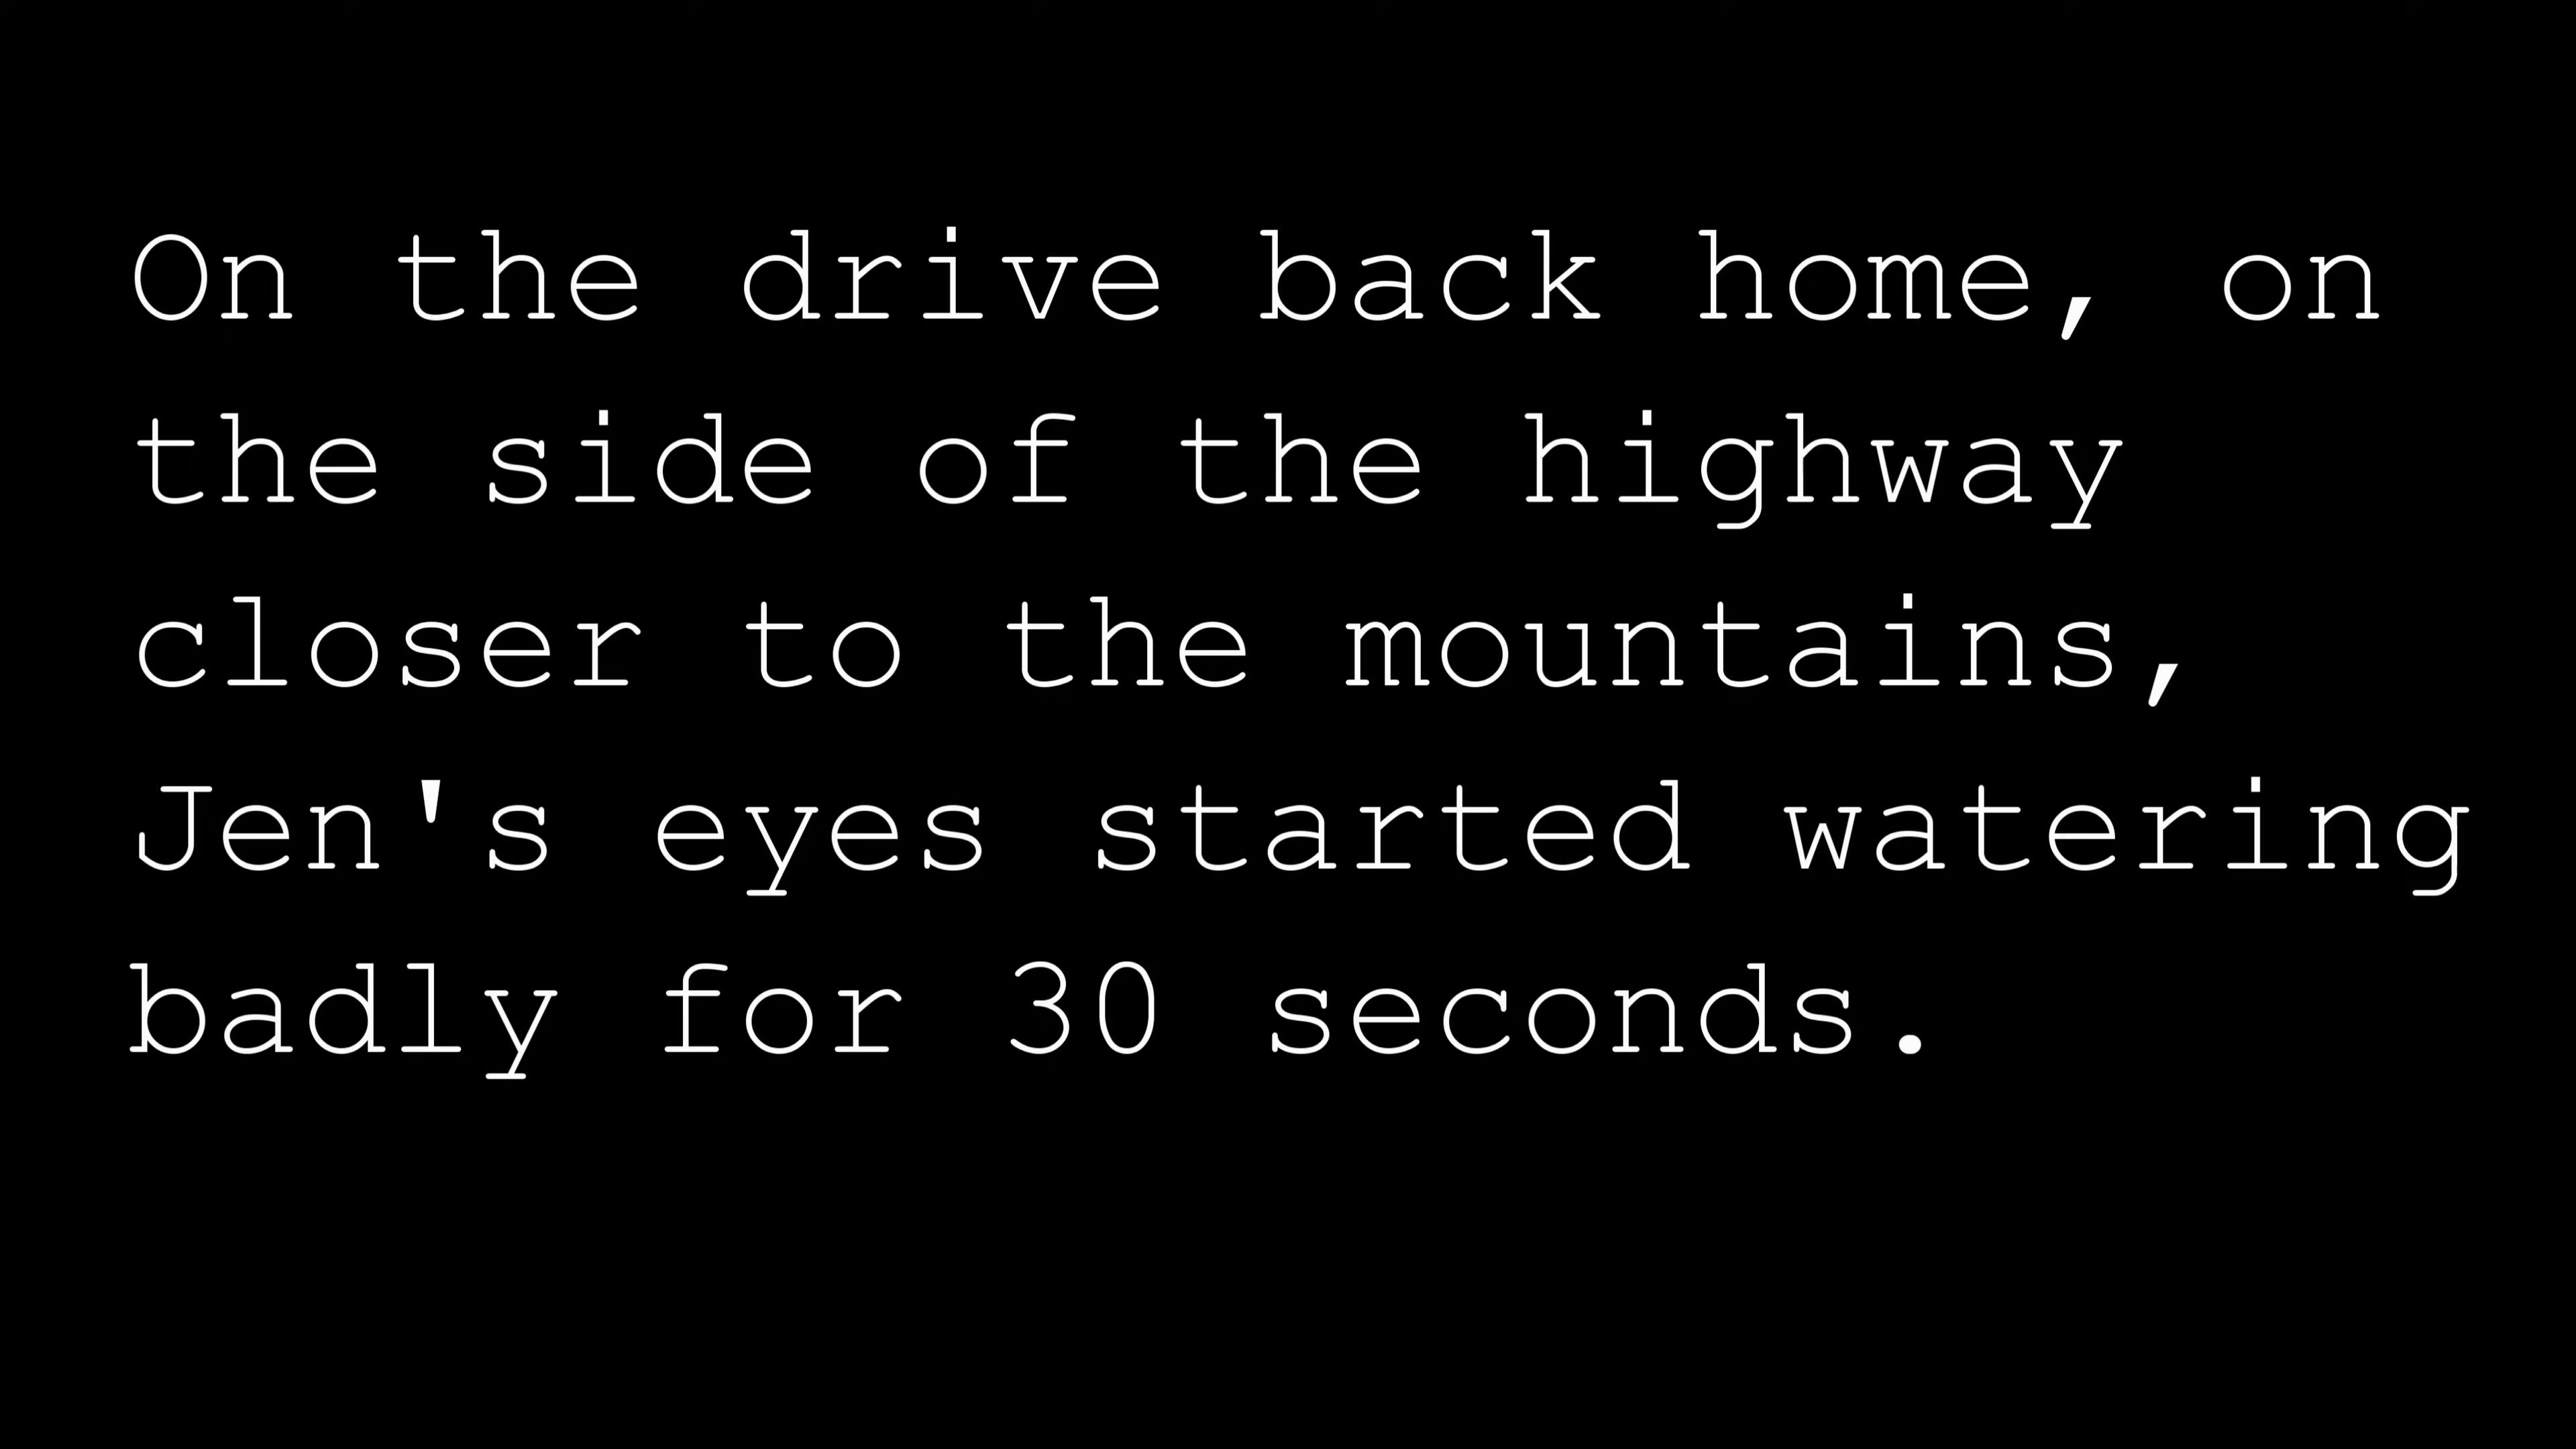 On the drive back home, on
the side of the highway
closer to the mountains,
Jen's eyes started watering
badly for 30 seconds.